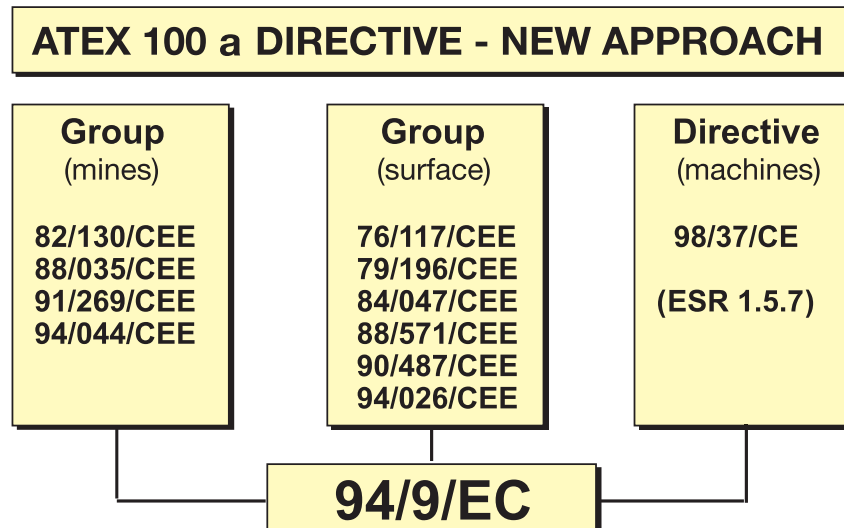 ATEX 100 a DIRECTIVE - NEW APPROACH
Group
(mines)
82/130/CEE
88/035/CEE
91/269/CEE
94/044/CEE
Group
(surface)
76/117/CEE
79/196/CEE
84/047/CEE
88/571/CEE
90/487/CEE
94/026/CEE
Directive
(machines)
98/37/CE
(ESR 1.5.7)
94/9/EC